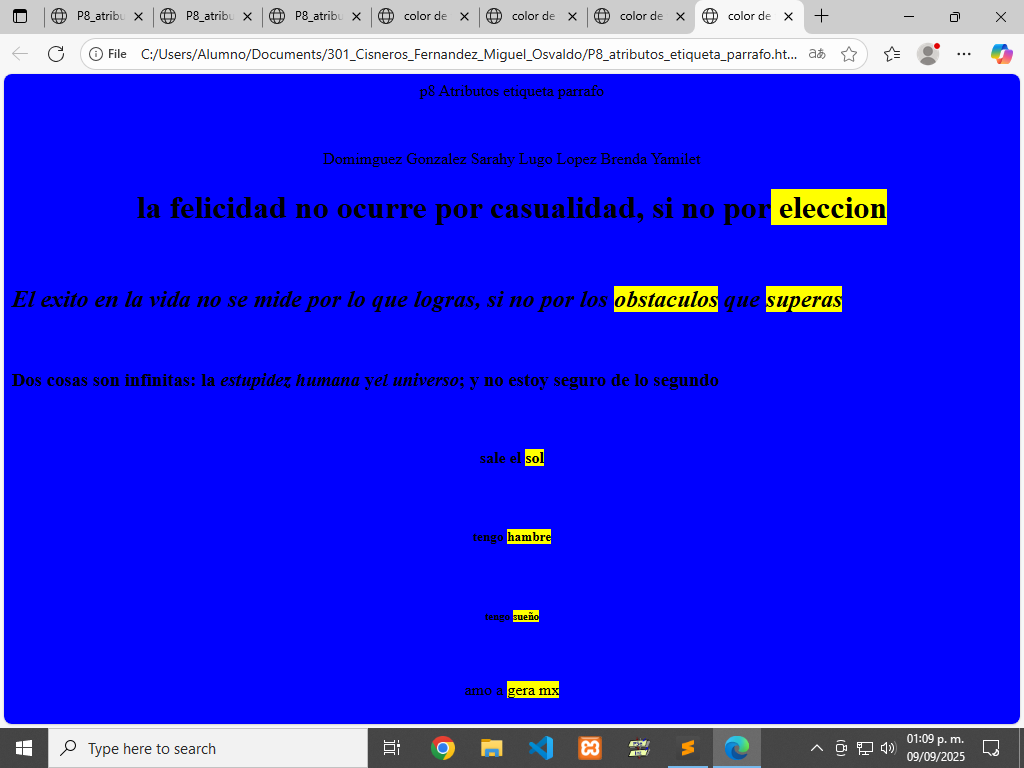 P8_atribu
P8_atribu
P8_atribu
color de
color de
color de
color de
File
C:/Users/Alumno/Documents/301_Cisneros_Fernandez_Miguel_Osvaldo/P8_atributos_etiqueta_parrafo.ht...
aあ
p8 Atributos etiqueta parrafo
Dominguez Gonzalez Sarahy Lugo Lopez Brenda Yamilet
la felicidad no ocurre por casualidad, si no por eleccion
El exito en la vida no se mide por lo que logras, si no por los obstaculos que superas
Dos cosas son infinitas: la estupidez humana yel universo; y no estoy seguro de lo segundo
sale el sol
tengo hambre
tengo sueño
amo a gera mx
Type here to search
01:09 p. m.
09/09/2025